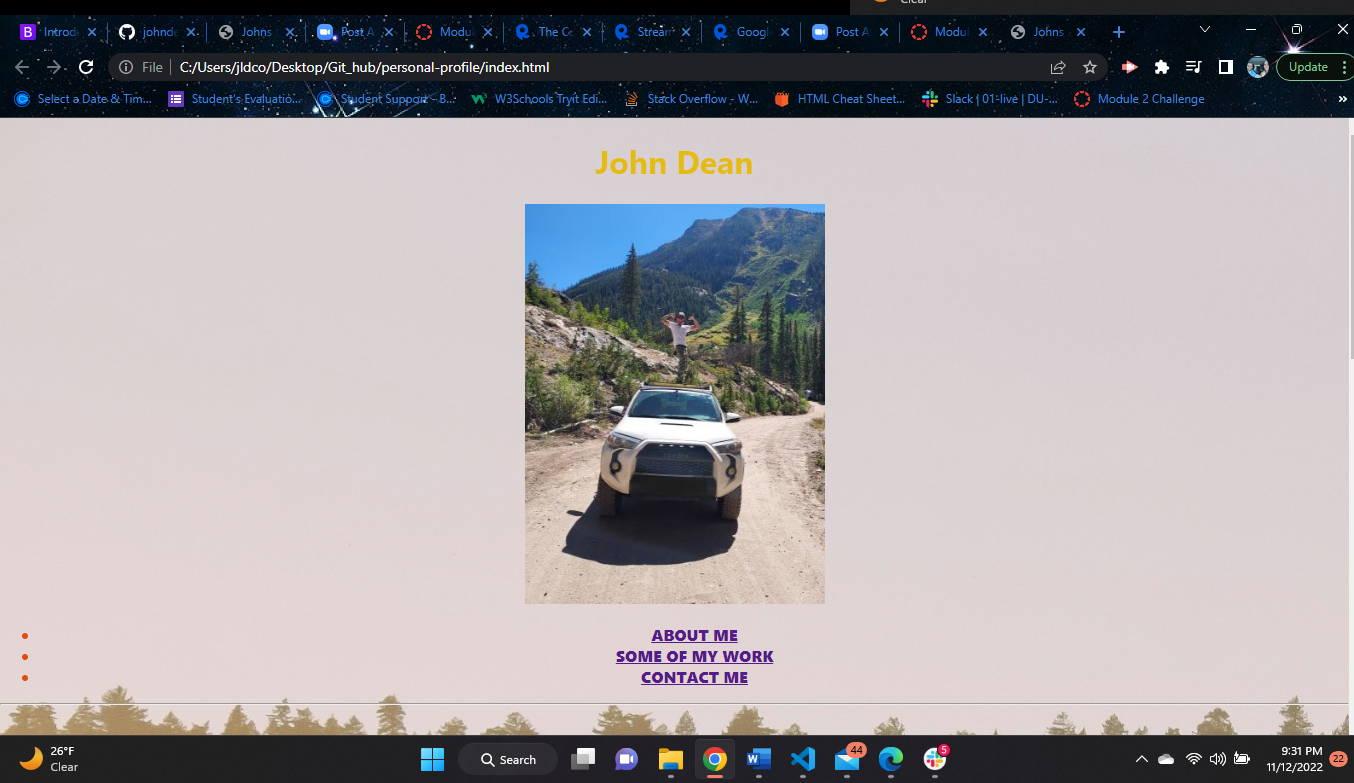 Clear
Introdu
johnde
Johns
Post A
Modul
The Ce
Stream
Googl
Post A
Modul
Johns
File
C:/Users/jldco/Desktop/Git_hub/personal-profile/index.html
Update
Select a Date & Tim...
Student's Evaluatio...
Student Support - B...
W3Schools Tryit Edi...
Stack Overflow - W...
HTML Cheat Sheet...
Slack | 01-live | DU-...
Module 2 Challenge
John Dean
ABOUT ME
SOME OF MY WORK
CONTACT ME
26°F
Clear
Search
44
5
9:31 PM
11/12/2022
22